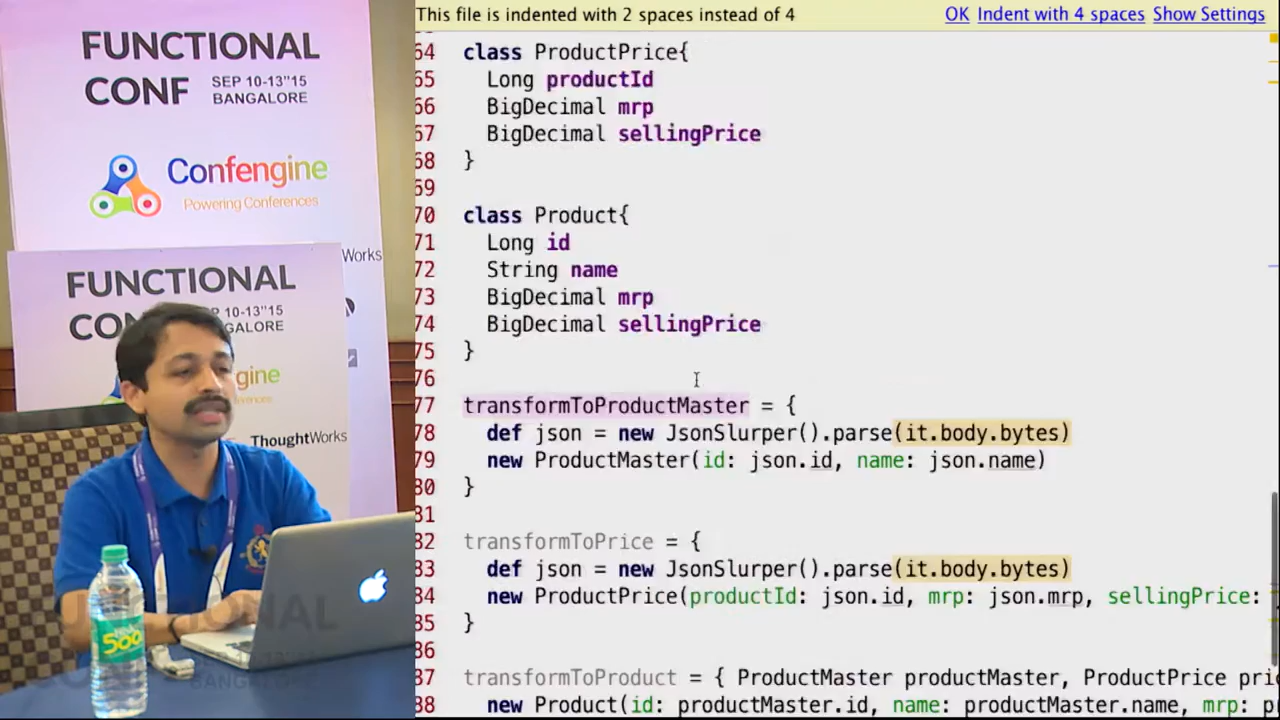 FUNCTIONAL
CONF SEP 10-13"15
BANGALORE
Confengine
Powering Conferences
Works
FUNCTIONAL
10-13"15
BANGALORE
ThoughtWorks
500
This file is indented with 2 spaces instead of 4 OK Indent with 4 spaces Show Settings
64 class ProductPrice{
65 Long productId
66 BigDecimal mrp
67 BigDecimal sellingPrice
68 }
69
70 class Product{
71 Long id
72 String name
73 BigDecimal mrp
74 BigDecimal sellingPrice
75 }
76
77 transformToProductMaster = {
78 def json = new JsonSlurper().parse(it.body.bytes)
79 new ProductMaster(id: json.id, name: json.name)
80 }
81
82 transformToPrice = {
83 def json = new JsonSlurper().parse(it.body.bytes)
84 new ProductPrice(productId: json.id, mrp: json.mrp, sellingPrice:
85 }
86
87 transformToProduct = { ProductMaster productMaster, ProductPrice pric
88 new Product(id: productMaster.id, name: productMaster.name, mrp: p